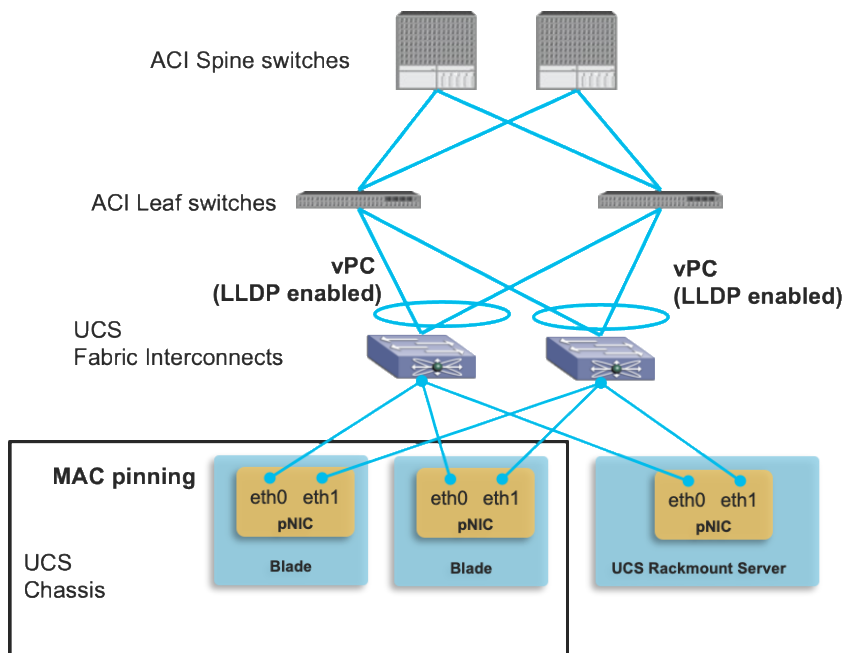 ACI Spine switches
ACI Leaf switches
vPC
(LLDP enabled)
vPC
(LLDP enabled)
UCS
Fabric Interconnects
MAC pinning
eth0 eth1
pNIC
Blade
eth0 eth1
pNIC
Blade
eth0 eth1
pNIC
UCS Rackmount Server
UCS
Chassis